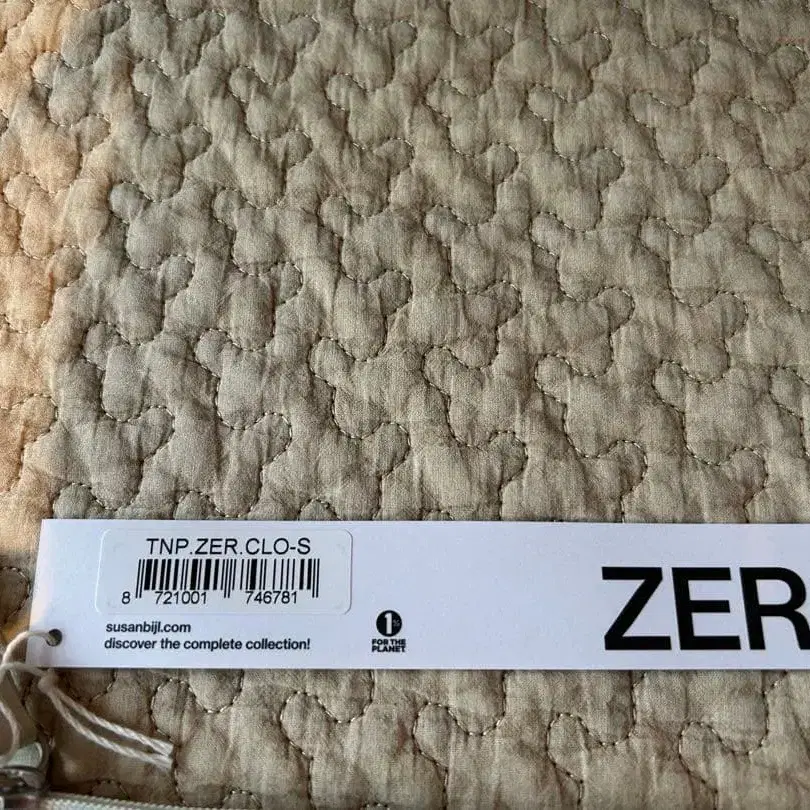 TNP.ZER.CLO-S
8 721001 746781
susanbijl.com
discover the complete collection!
1%
FOR THE
PLANET
ZER